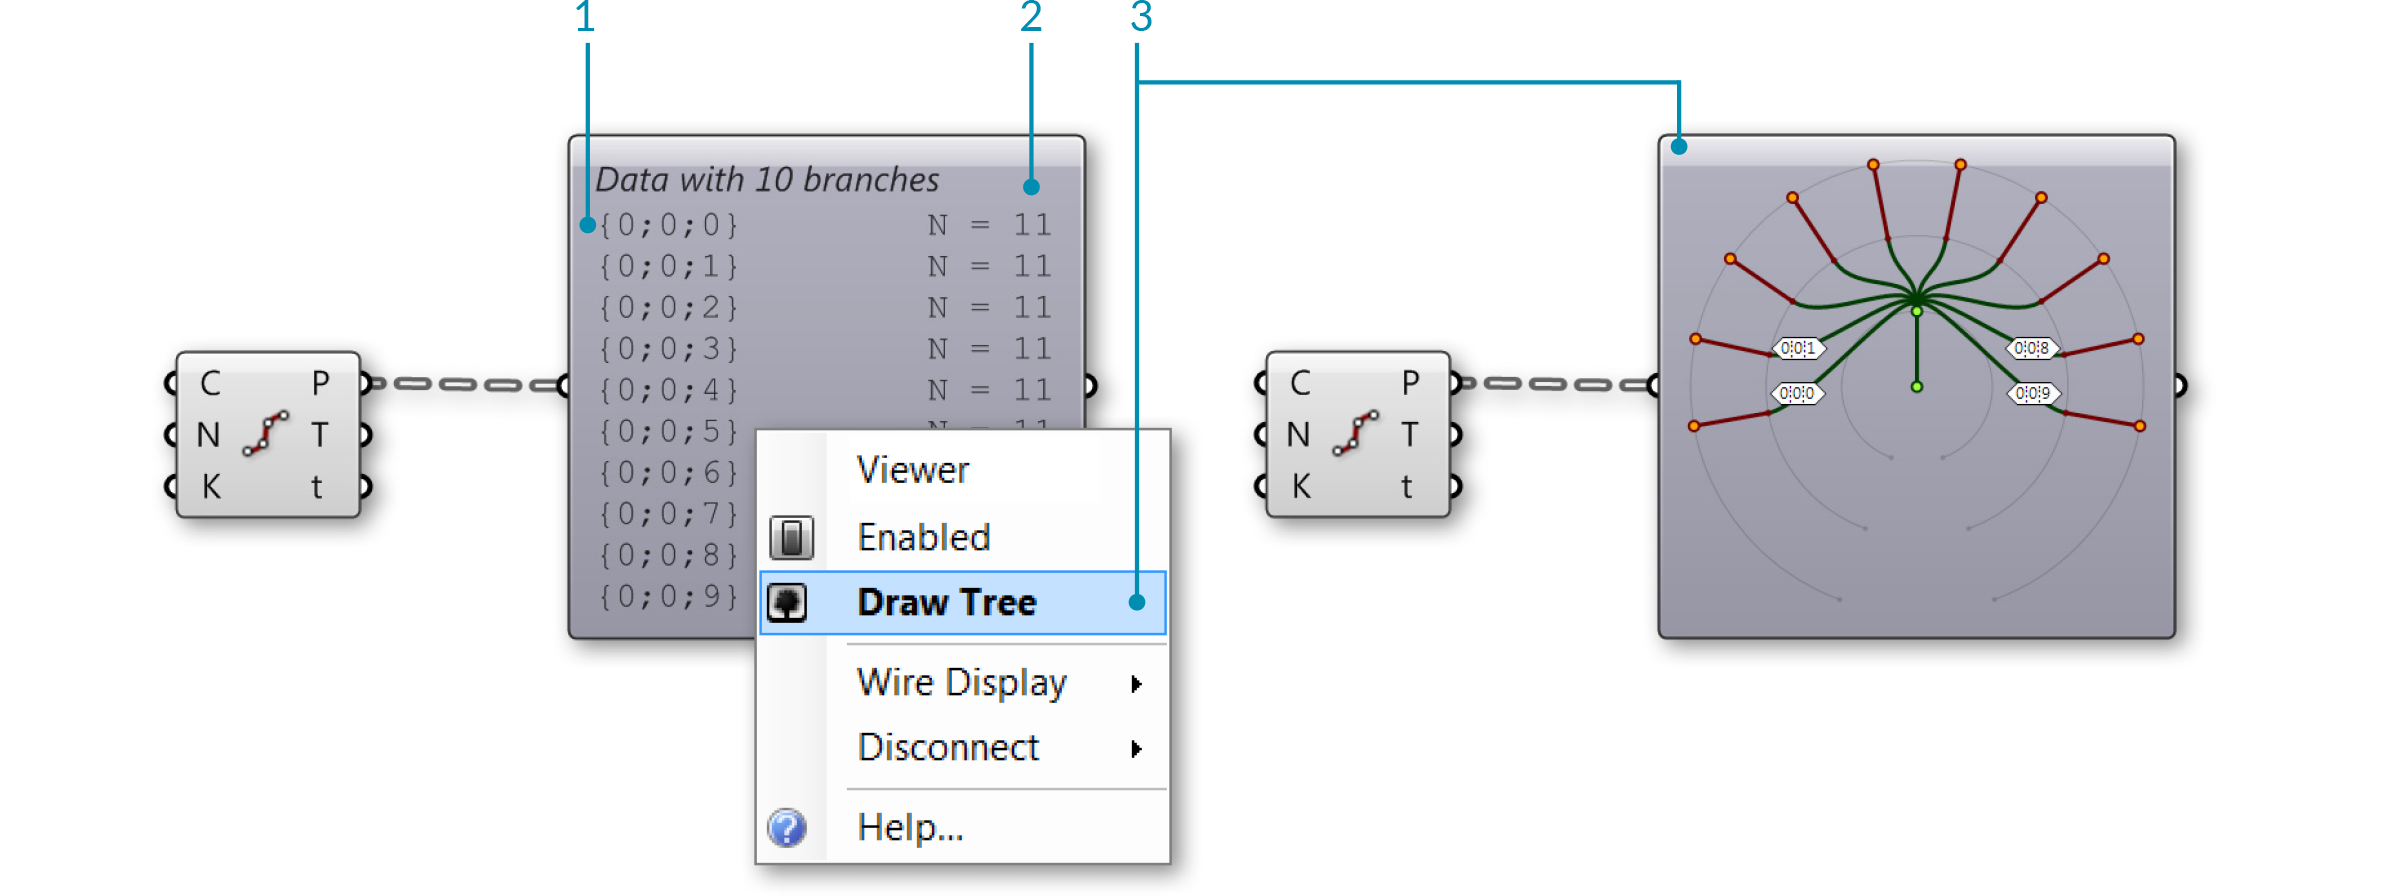 1 2 3
Data with 10 branches
{0;0;0} N = 11
{0;0;1} N = 11
{0;0;2} N = 11
{0;0;3} N = 11
{0;0;4} N = 11
{0;0;5} N = 11
{0;0;6}
{0;0;7}
{0;0;8}
{0;0;9}
C P
N T
K t
Viewer
Enabled
Draw Tree
Wire Display
Disconnect
Help...
C P
N T
K t
0;0;1
0;0;0
0;0;8
0;0;9